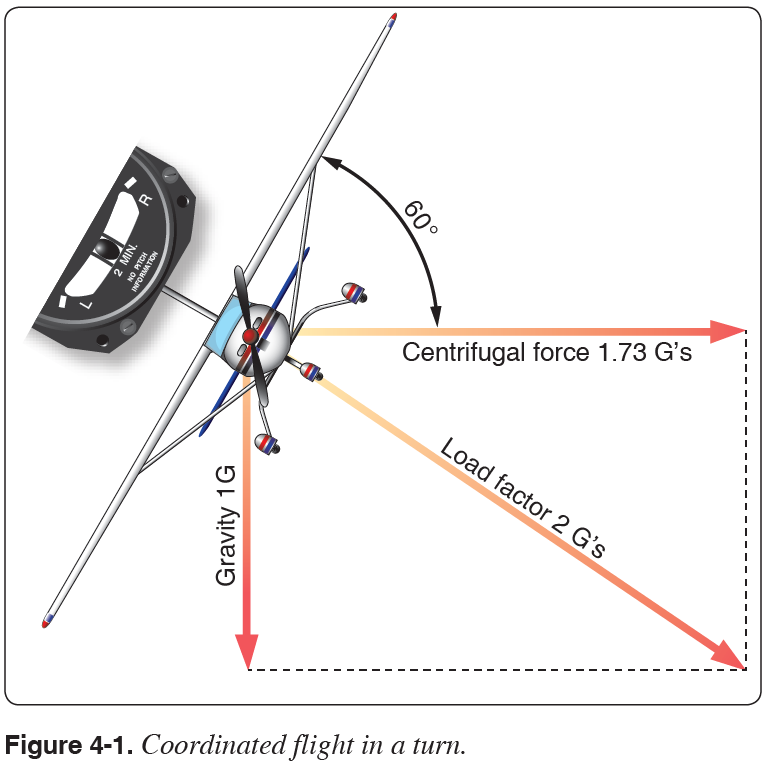 R
2 MIN.
NO PITCH
INFORMATION
L
60°
Centrifugal force 1.73 G's
Load factor 2 G's
Gravity 1G
Figure 4-1. Coordinated flight in a turn.